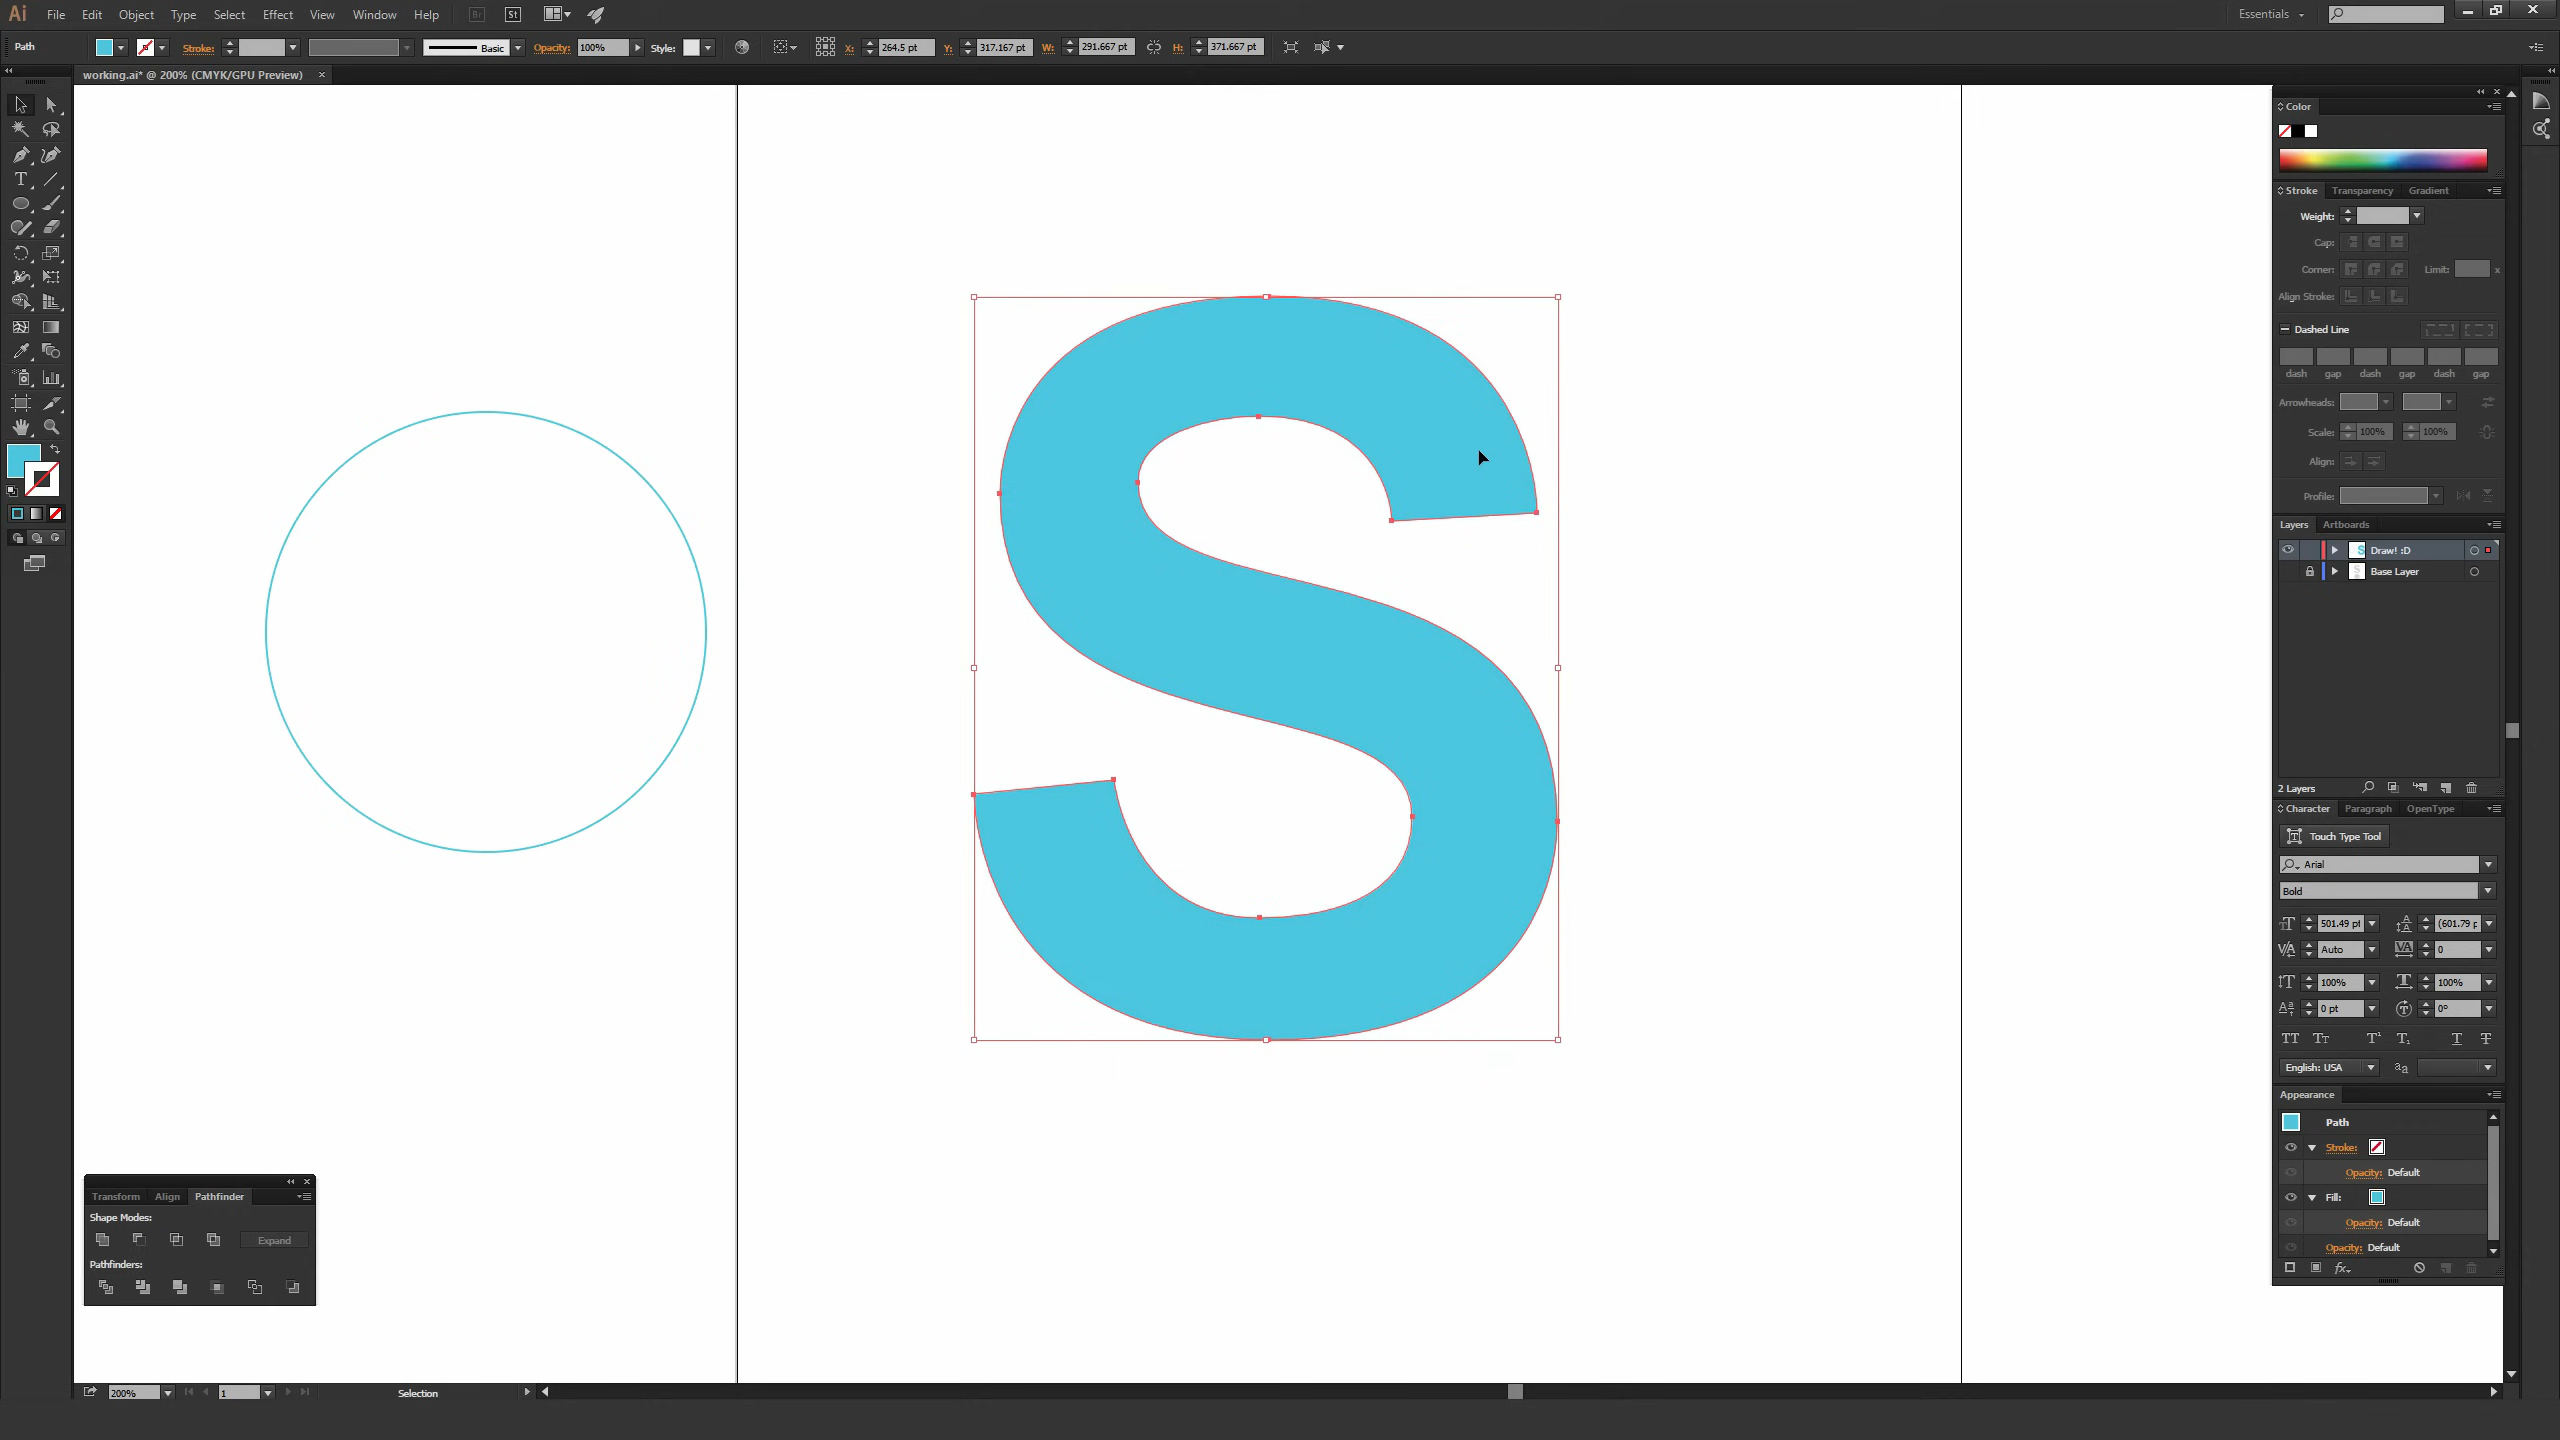 Ai File Edit Object Type Select Effect View Window Help Br St Essentials
Path Stroke: Basic Opacity: 100% Style: X: 264.5 pt Y: 317.167 pt W: 291.667 pt H: 371.667 pt
working.ai* @ 200% (CMYK/GPU Preview)
Color
Stroke Transparency Gradient
Weight:
Cap:
Corner: Limit: x
Align Stroke:
Dashed Line
dash gap dash gap dash gap
Arrowheads:
Scale: 100% 100%
Align:
Profile:
Layers Artboards
Draw! :D
Base Layer
2 Layers
Character Paragraph OpenType
Touch Type Tool
Arial
Bold
501.49 pt (601.79 p
Auto 0
100% 100%
0 pt 0°
English: USA
Appearance
Path
Stroke:
Opacity: Default
Fill:
Opacity: Default
Opacity: Default
fx
S
Transform Align Pathfinder
Shape Modes:
Expand
Pathfinders:
200% 1 Selection